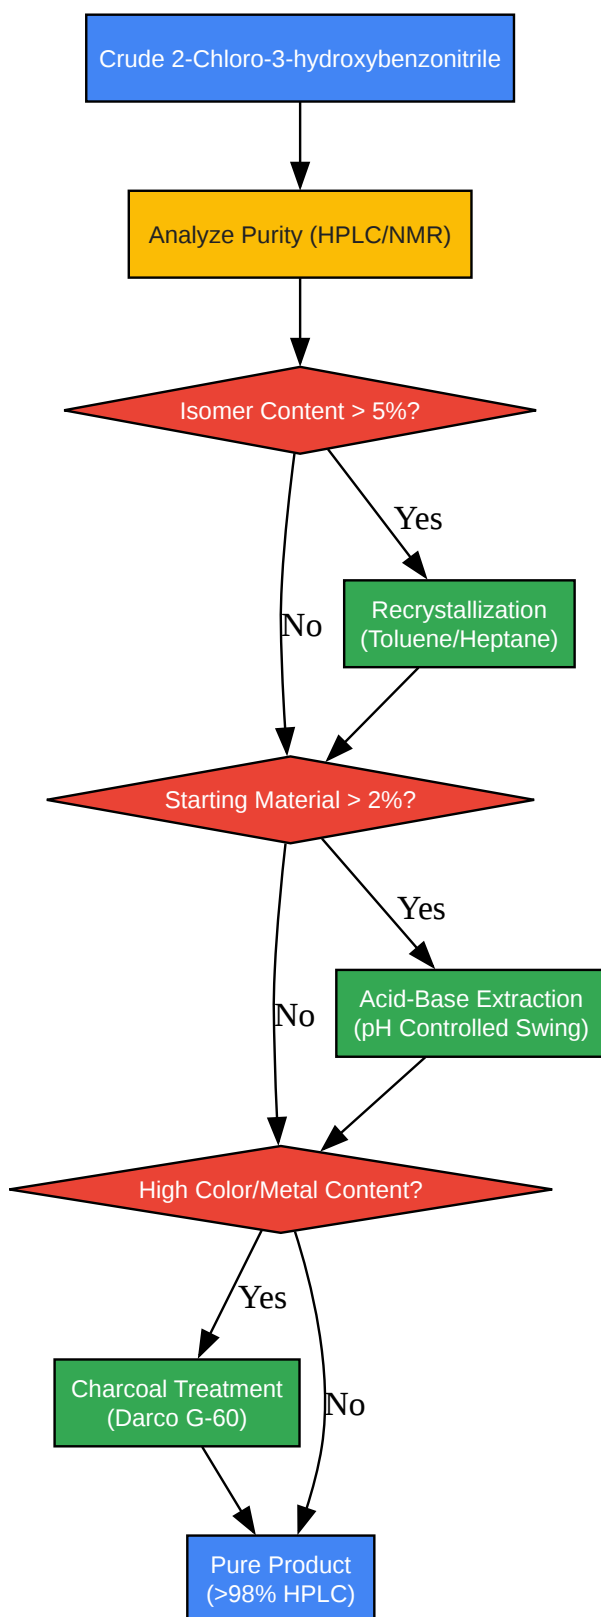 Crude 2-Chloro-3-hydroxybenzonitrile
Analyze Purity (HPLC/NMR)
Isomer Content > 5%?
Yes
Recrystallization
(Toluene/Heptane)
No
Starting Material > 2%?
Yes
Acid-Base Extraction
(pH Controlled Swing)
No
High Color/Metal Content?
Yes
Charcoal Treatment
(Darco G-60)
No
Pure Product
(>98% HPLC)